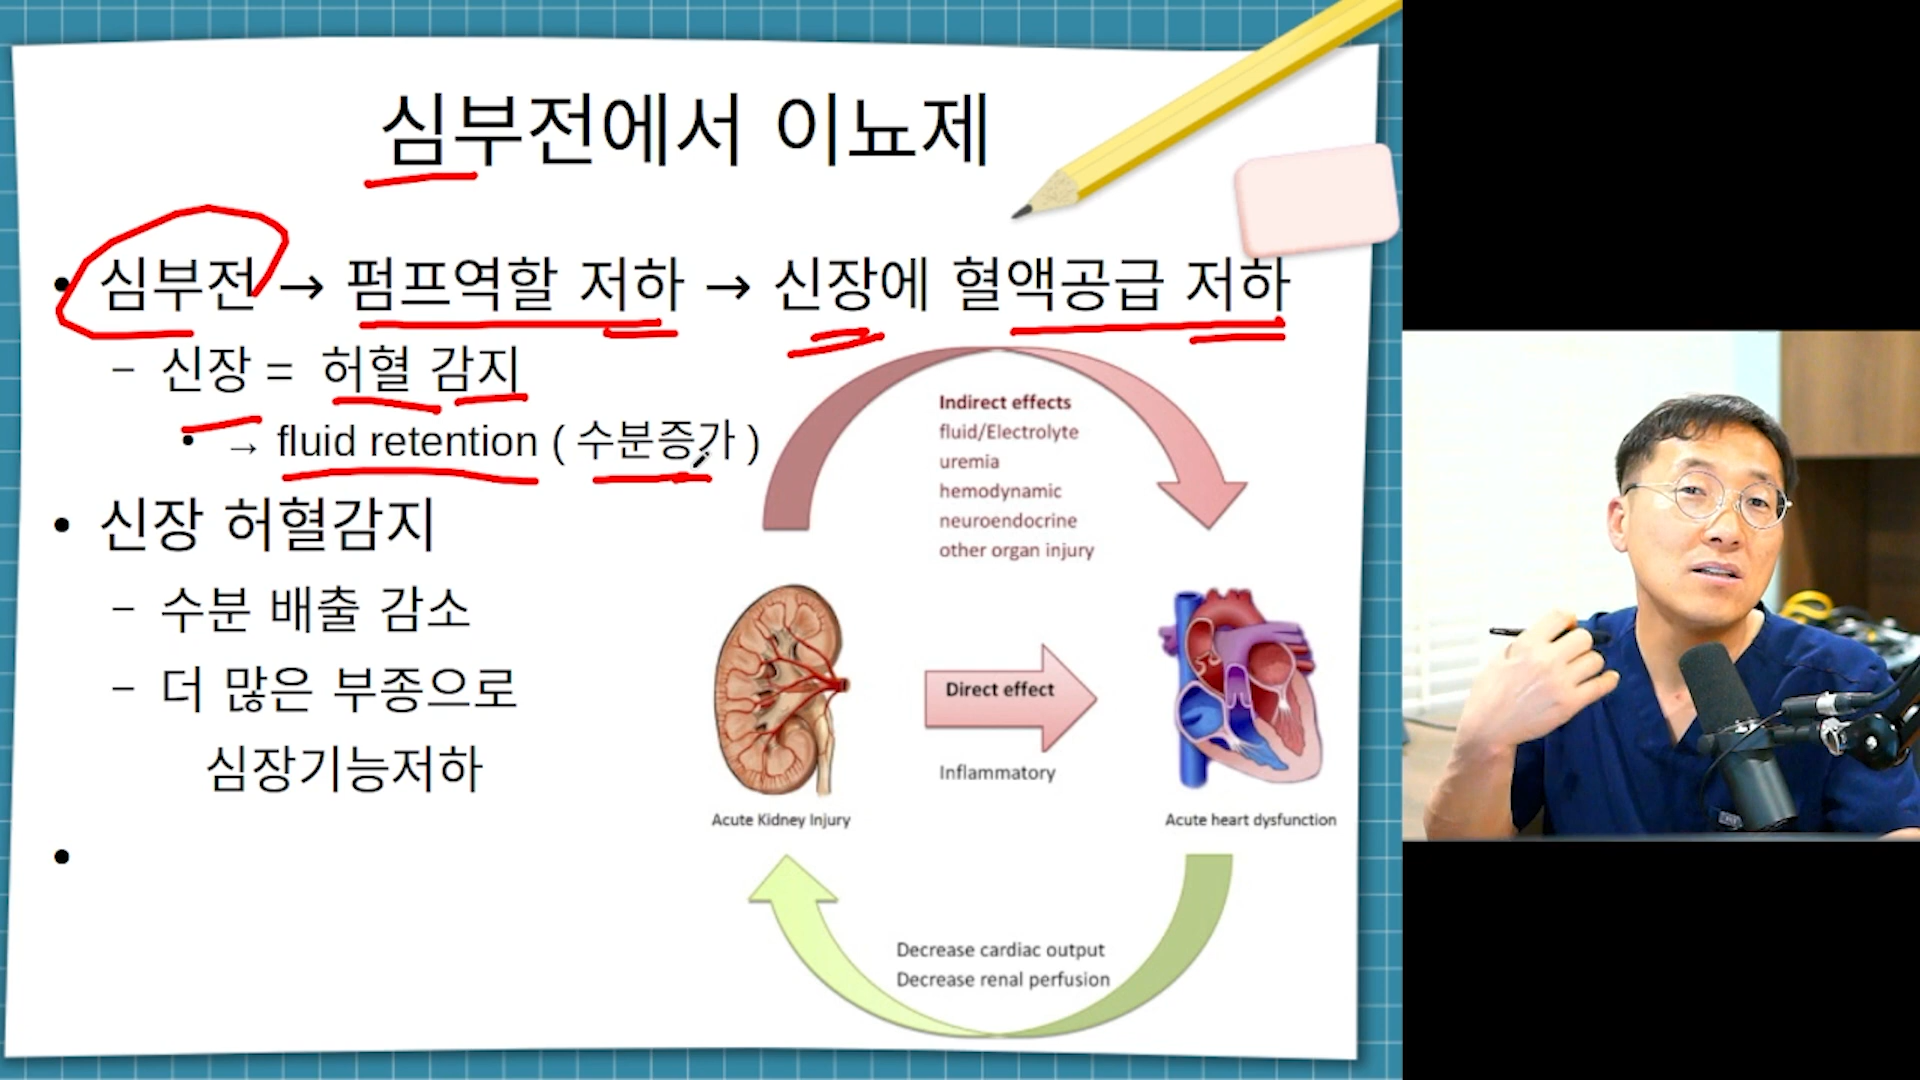 심부전에서 이뇨제
• 심부전 → 펌프역할 저하 → 신장에 혈액공급 저하
– 신장 = 허혈 감지
• → fluid retention ( 수분증가 )
• 신장 허혈감지
– 수분 배출 감소
– 더 많은 부종으로
심장기능저하
•
Indirect effects
fluid/Electrolyte
uremia
hemodynamic
neuroendocrine
other organ injury
Direct effect
Inflammatory
Acute Kidney Injury
Acute heart dysfunction
Decrease cardiac output
Decrease renal perfusion